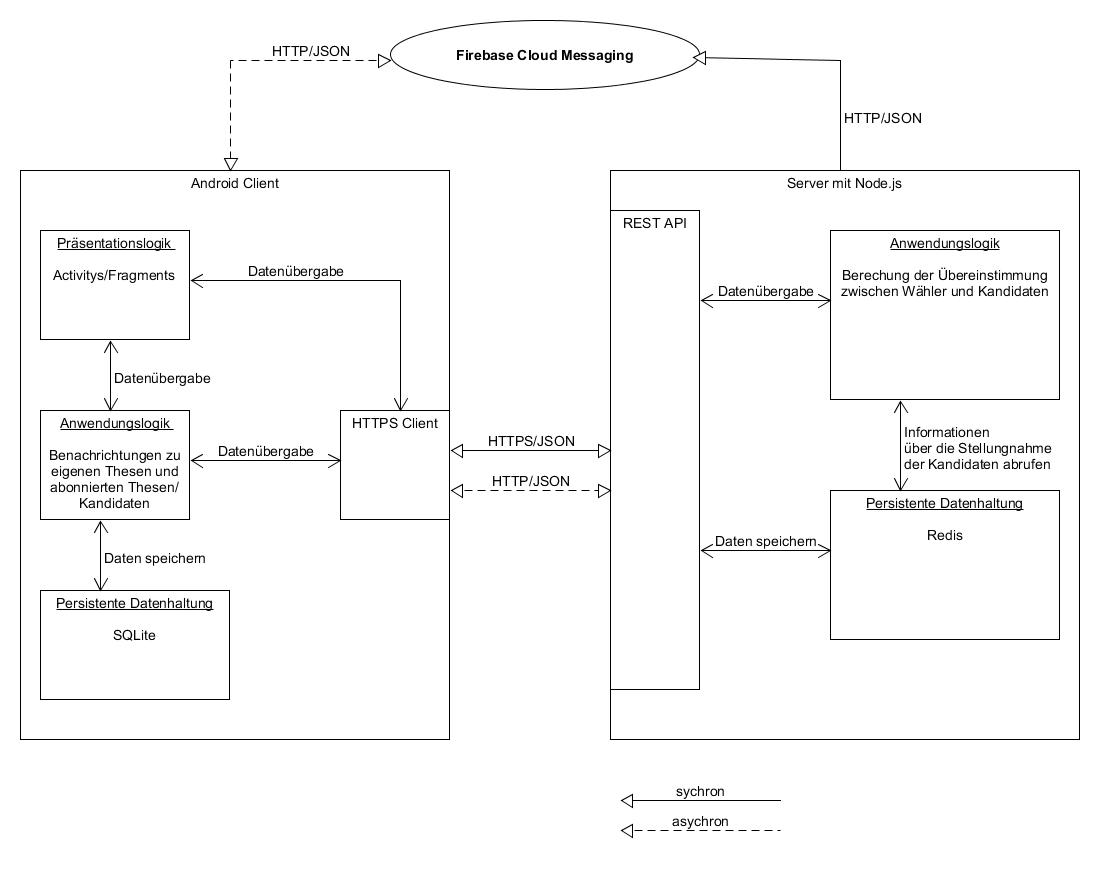 Firebase Cloud Messaging
HTTP/JSON
HTTP/JSON
Android Client
Präsentationslogik
Activitys/Fragments
Datenübergabe
Datenübergabe
Anwendungslogik
Benachrichtungen zu
eigenen Thesen und
abonnierten Thesen/
Kandidaten
Datenübergabe
HTTPS Client
Daten speichern
Persistente Datenhaltung
SQLite
HTTPS/JSON
HTTP/JSON
Server mit Node.js
REST API
Datenübergabe
Anwendungslogik
Berechung der Übereinstimmung
zwischen Wähler und Kandidaten
Informationen
über die Stellungnahme
der Kandidaten abrufen
Daten speichern
Persistente Datenhaltung
Redis
sychron
asychron